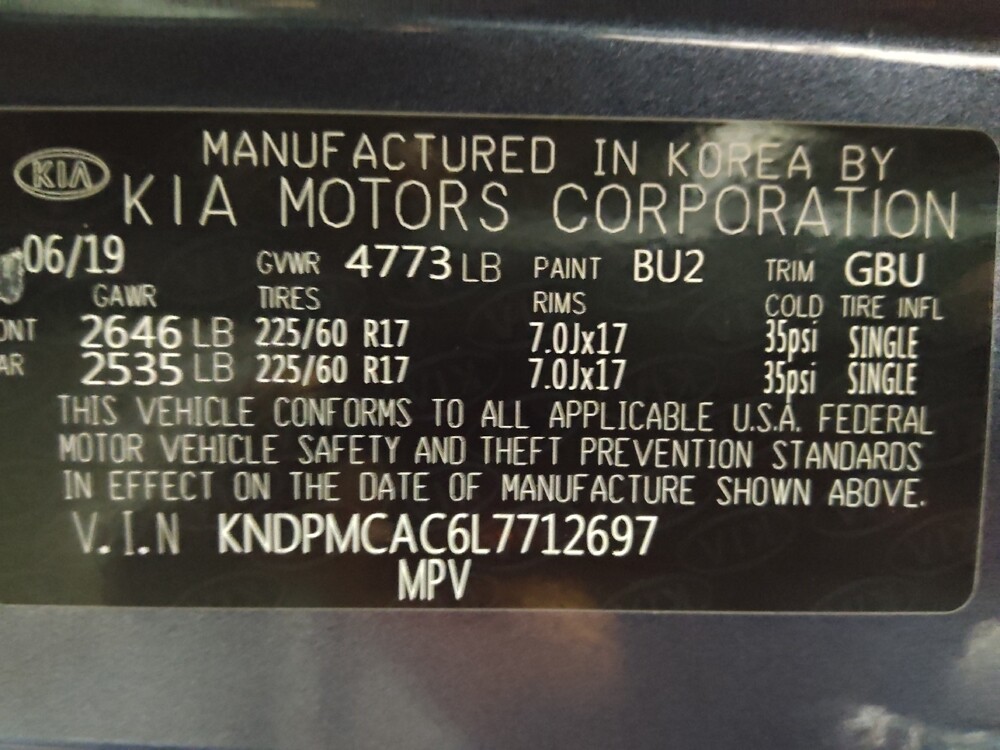 MANUFACTURED IN KOREA BY
KIA KIA MOTORS CORPORATION
06/19 GVWR 4773 LB PAINT BU2 TRIM GBU
GAWR TIRES RIMS COLD TIRE INFL
ONT 2646 LB 225/60 R17 7.0Jx17 35psi SINGLE
AR 2535 LB 225/60 R17 7.0Jx17 35psi SINGLE
THIS VEHICLE CONFORMS TO ALL APPLICABLE U.S.A. FEDERAL
MOTOR VEHICLE SAFETY AND THEFT PREVENTION STANDARDS
IN EFFECT ON THE DATE OF MANUFACTURE SHOWN ABOVE.
V.I.N KNDPMCAC6L7712697
MPV